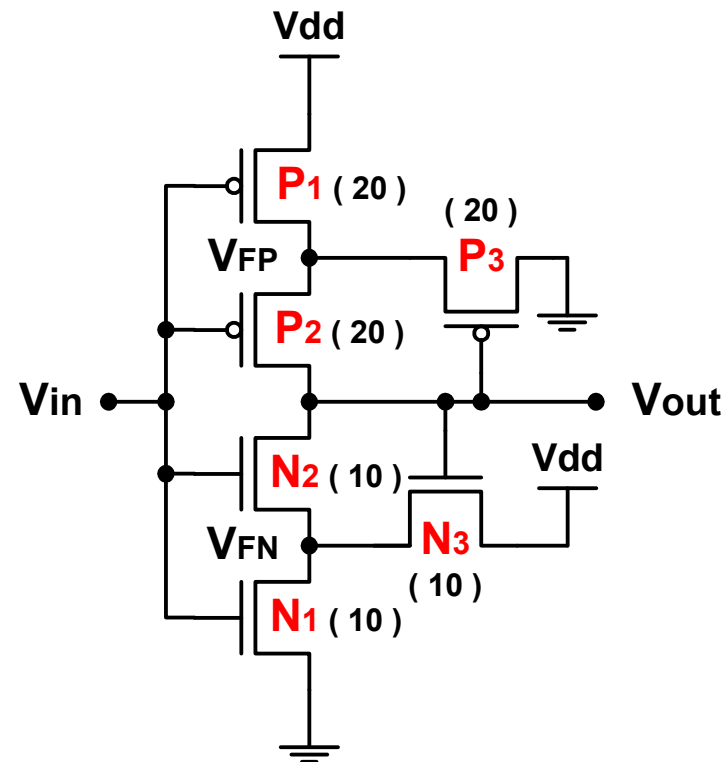 Vdd
P1 ( 20 )
( 20 )
P3
VFP
P2 ( 20 )
Vin
Vout
Vdd
N2 ( 10 )
VFN
N3
( 10 )
N1 ( 10 )